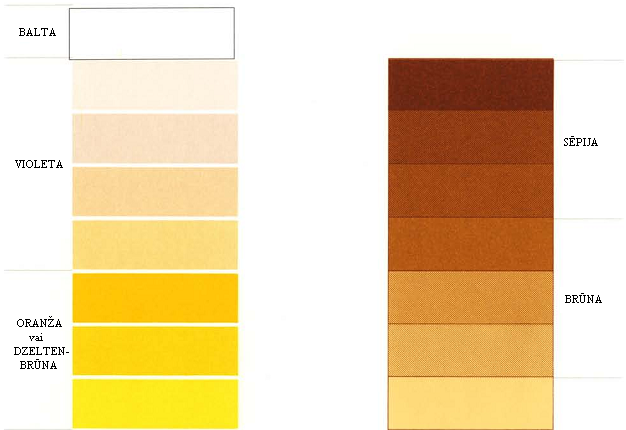 BALTA
VIOLETA
ORANŽA
vai
DZELTEN-
BRŪNA
SĒPIJA
BRŪNA